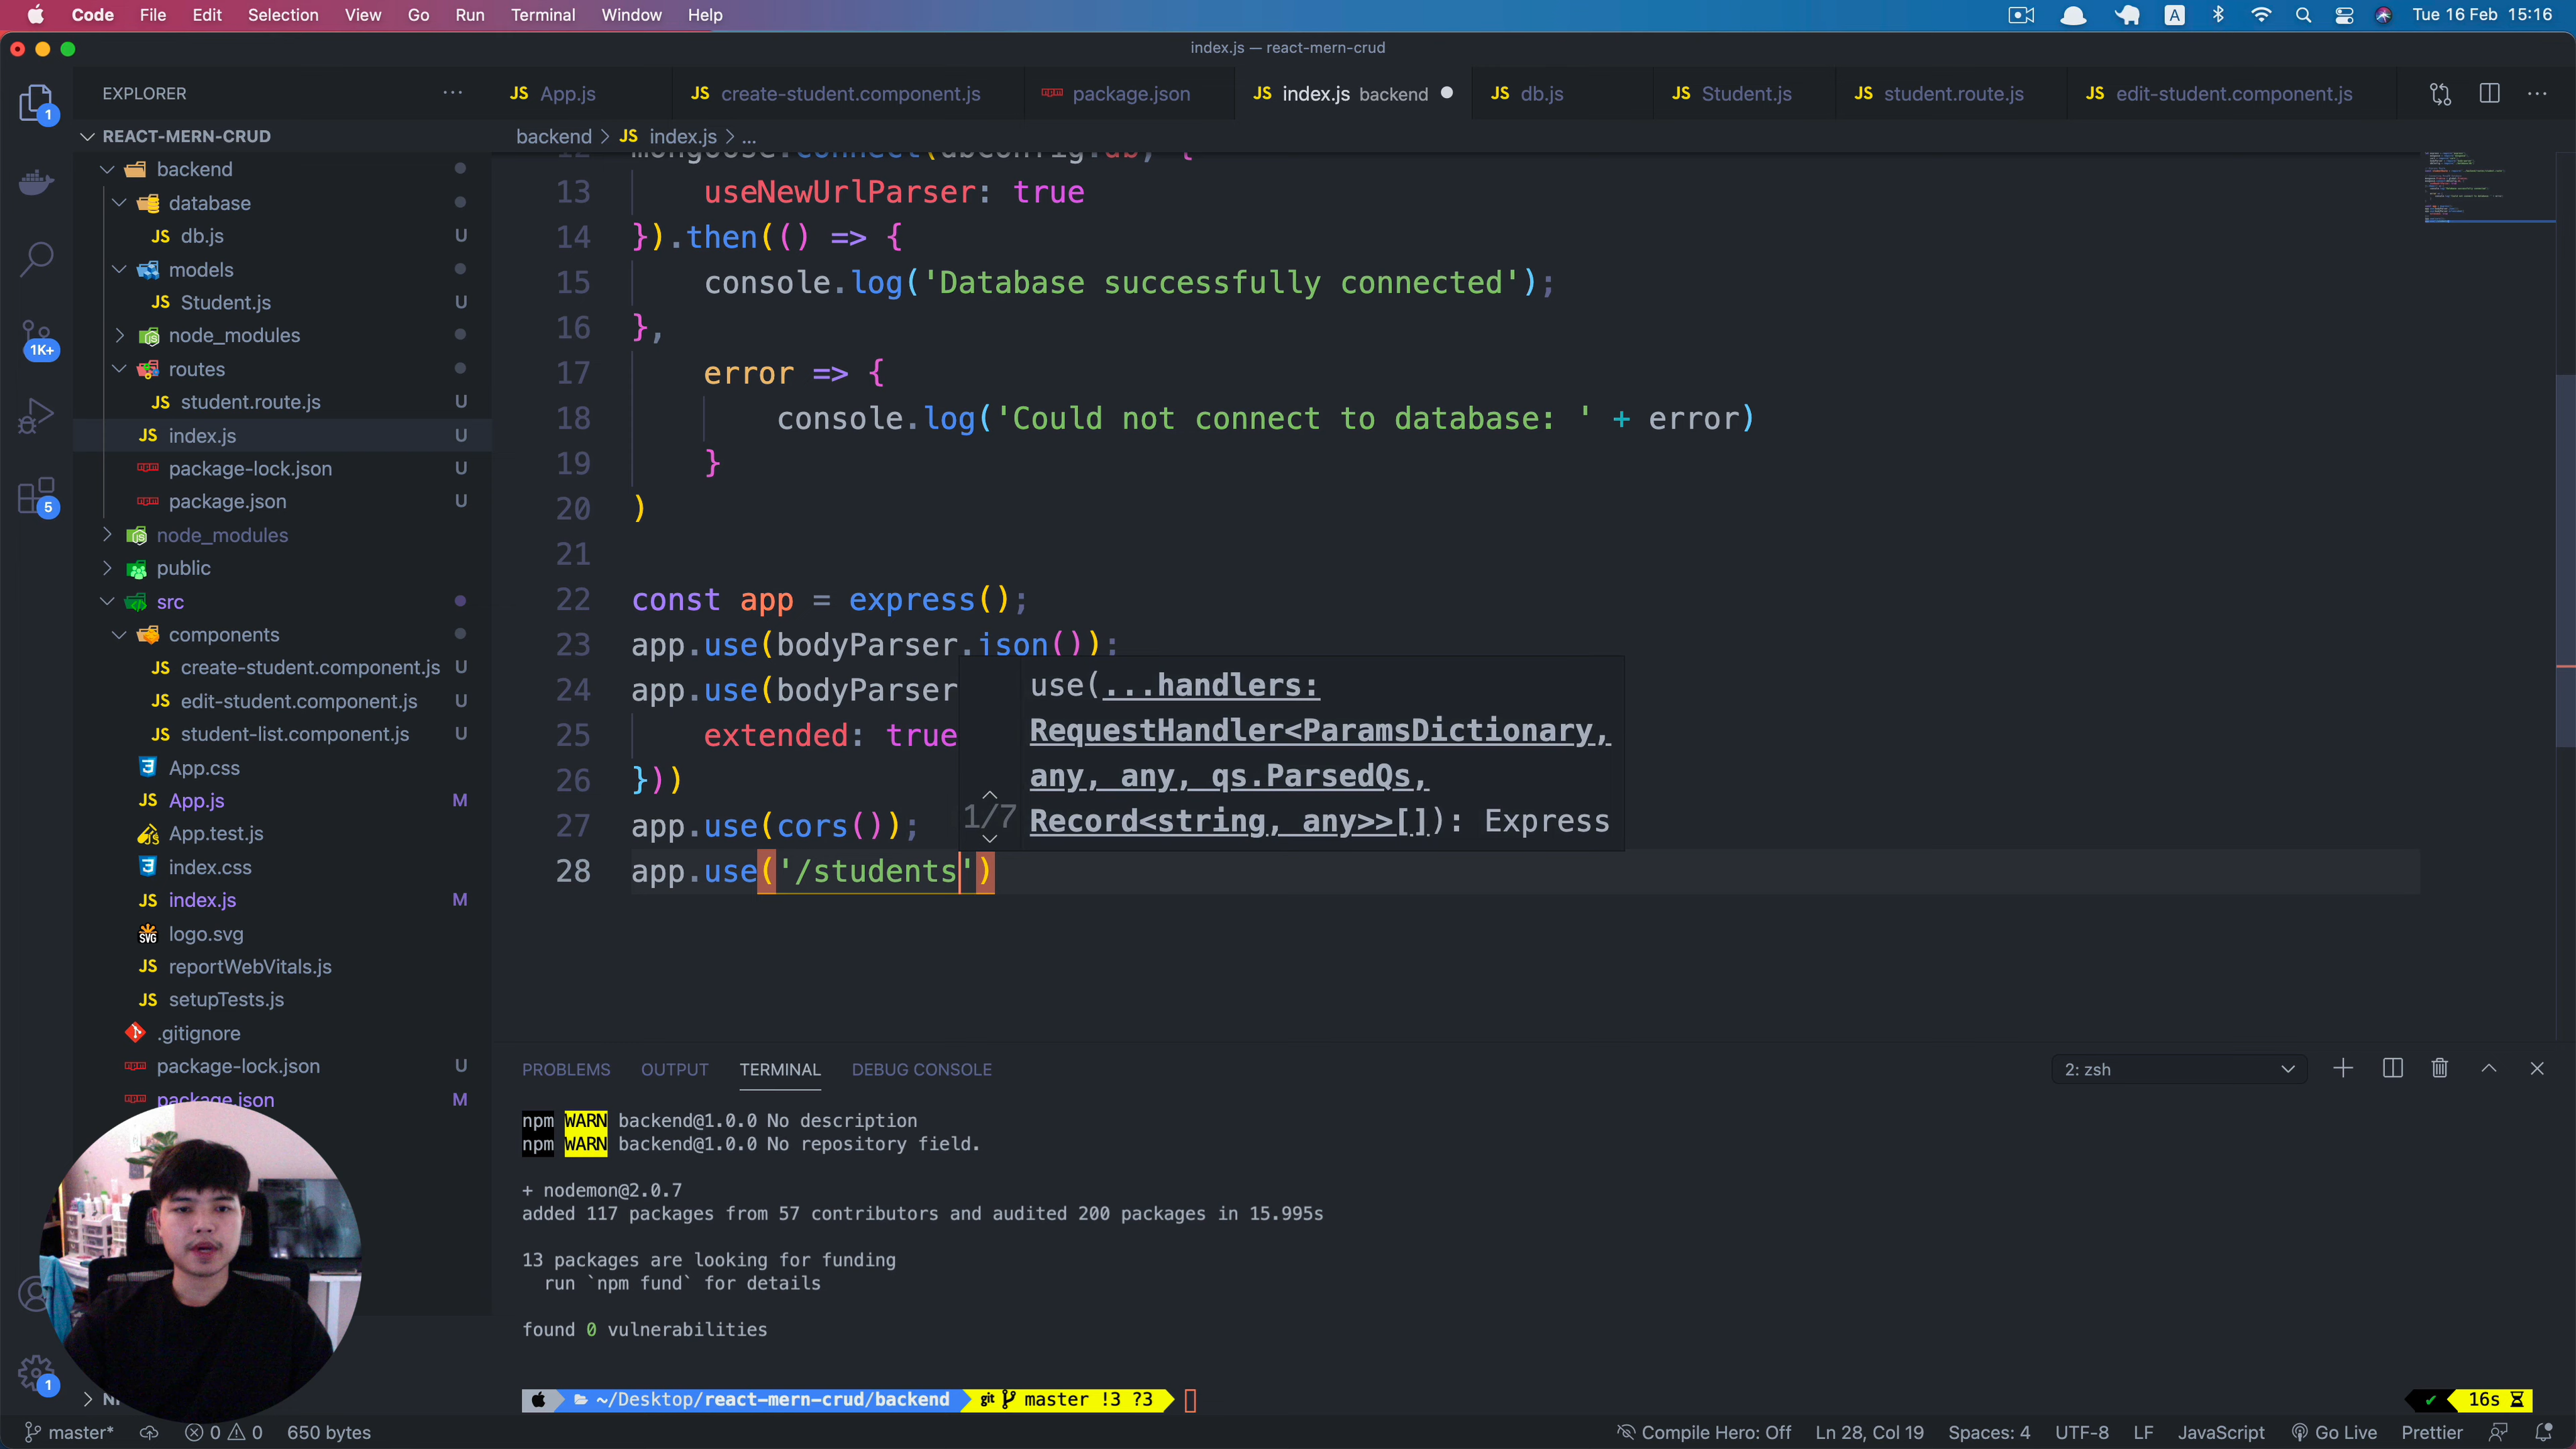 Code File Edit Selection View Go Run Terminal Window Help
A
Tue 16 Feb 15:16
index.js — react-mern-crud
EXPLORER
JS App.js
JS create-student.component.js
package.json
JS index.js backend
JS db.js
JS Student.js
JS student.route.js
JS edit-student.component.js
backend > JS index.js > ...
REACT-MERN-CRUD
backend
database
JS db.js U
models
JS Student.js U
node_modules
routes
JS student.route.js U
JS index.js U
package-lock.json U
package.json U
node_modules
public
src
components
JS create-student.component.js U
JS edit-student.component.js U
JS student-list.component.js U
App.css
JS App.js M
App.test.js
index.css
JS index.js M
logo.svg
JS reportWebVitals.js
JS setupTests.js
.gitignore
package-lock.json U
package.json M
1
1K+
5
1
12 mongoose.connect(dbConfig.db, {
13 useNewUrlParser: true
14 }).then(() => {
15 console.log('Database successfully connected');
16 },
17 error => {
18 console.log('Could not connect to database: ' + error)
19 }
20 )
21
22 const app = express();
23 app.use(bodyParser.json());
24 app.use(bodyParser
25 extended: true
26 }))
27 app.use(cors());
28 app.use('/students')
use(...handlers:
RequestHandler<ParamsDictionary,
any, any, qs.ParsedQs,
1/7 Record<string, any>>[]): Express
PROBLEMS OUTPUT TERMINAL DEBUG CONSOLE
2: zsh
npm WARN backend@1.0.0 No description
npm WARN backend@1.0.0 No repository field.
+ nodemon@2.0.7
added 117 packages from 57 contributors and audited 200 packages in 15.995s
13 packages are looking for funding
run `npm fund` for details
found 0 vulnerabilities
~/Desktop/react-mern-crud/backend git master !3 ?3
16s
master* 0 0 650 bytes
Compile Hero: Off Ln 28, Col 19 Spaces: 4 UTF-8 LF JavaScript Go Live Prettier